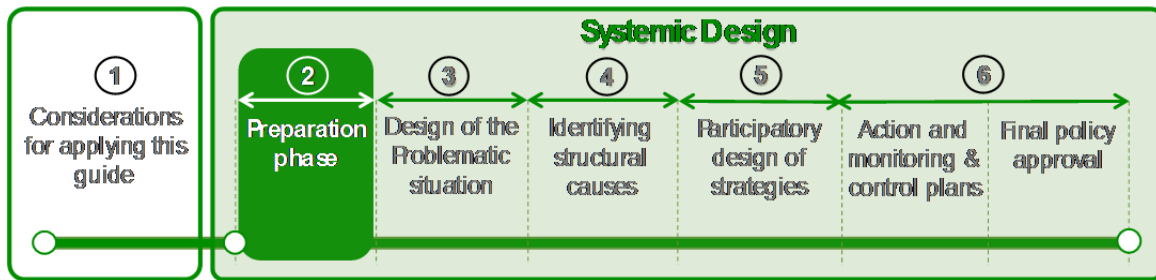 Systemic Design
1
Considerations
for applying this
guide
2
Preparation
phase
3
Design of the
Problematic
situation
4
Identifying
structural
causes
5
Participatory
design of
strategies
6
Action and
monitoring &
control plans
Final policy
approval